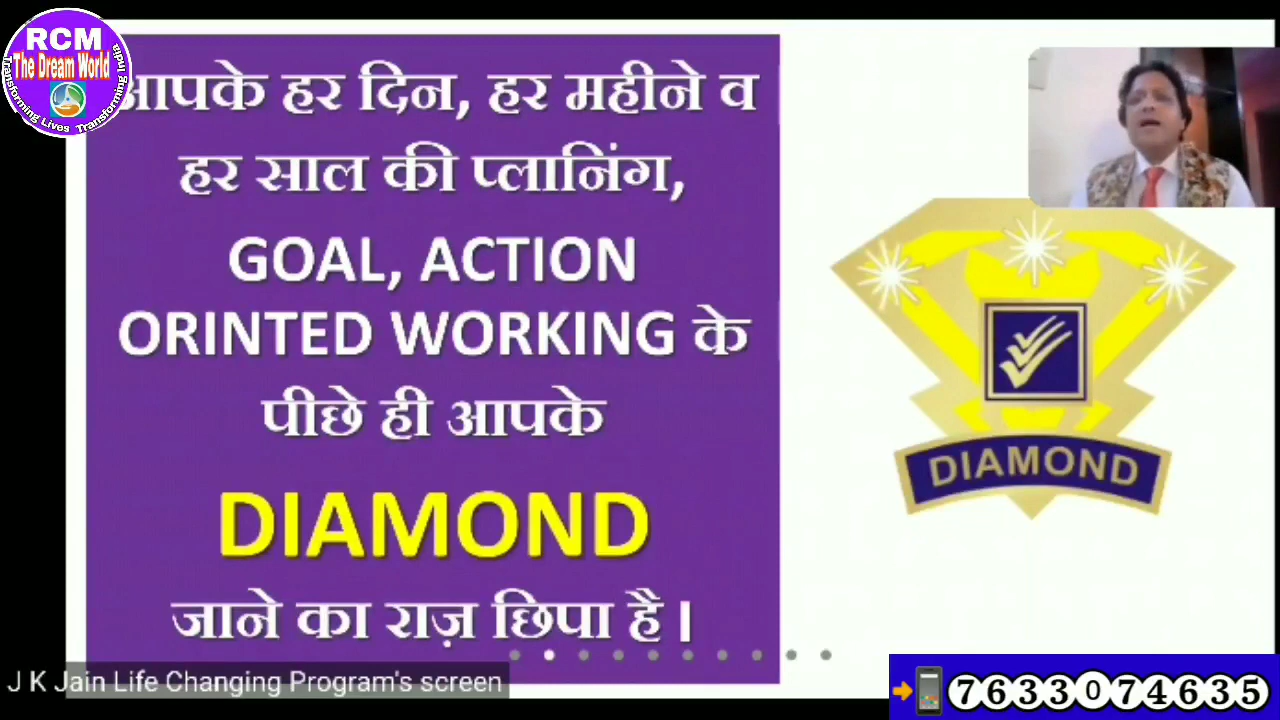 RCM
The Dream World
Transforming Lives Transforming India
आपके हर दिन, हर महीने व
हर साल की प्लानिंग,
GOAL, ACTION
ORINTED WORKING के
पीछे ही आपके
DIAMOND
जाने का राज़ छिपा है।
DIAMOND
J K Jain Life Changing Program's screen
7633074635